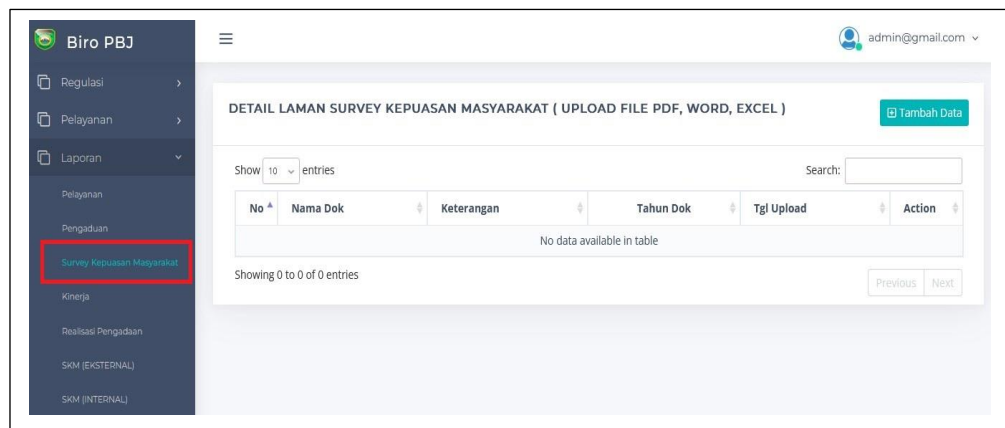 Biro PBJ
admin@gmail.com
Regulasi
Pelayanan
Laporan
Pelayanan
Pengaduan
Survey Kepuasan Masyarakat
Kinerja
Realisasi Pengadaan
SKM (EKSTERNAL)
SKM (INTERNAL)
DETAIL LAMAN SURVEY KEPUASAN MASYARAKAT ( UPLOAD FILE PDF, WORD, EXCEL )
Tambah Data
Show 10 entries
Search:
No Nama Dok Keterangan Tahun Dok Tgl Upload Action
No data available in table
Showing 0 to 0 of 0 entries
Previous Next